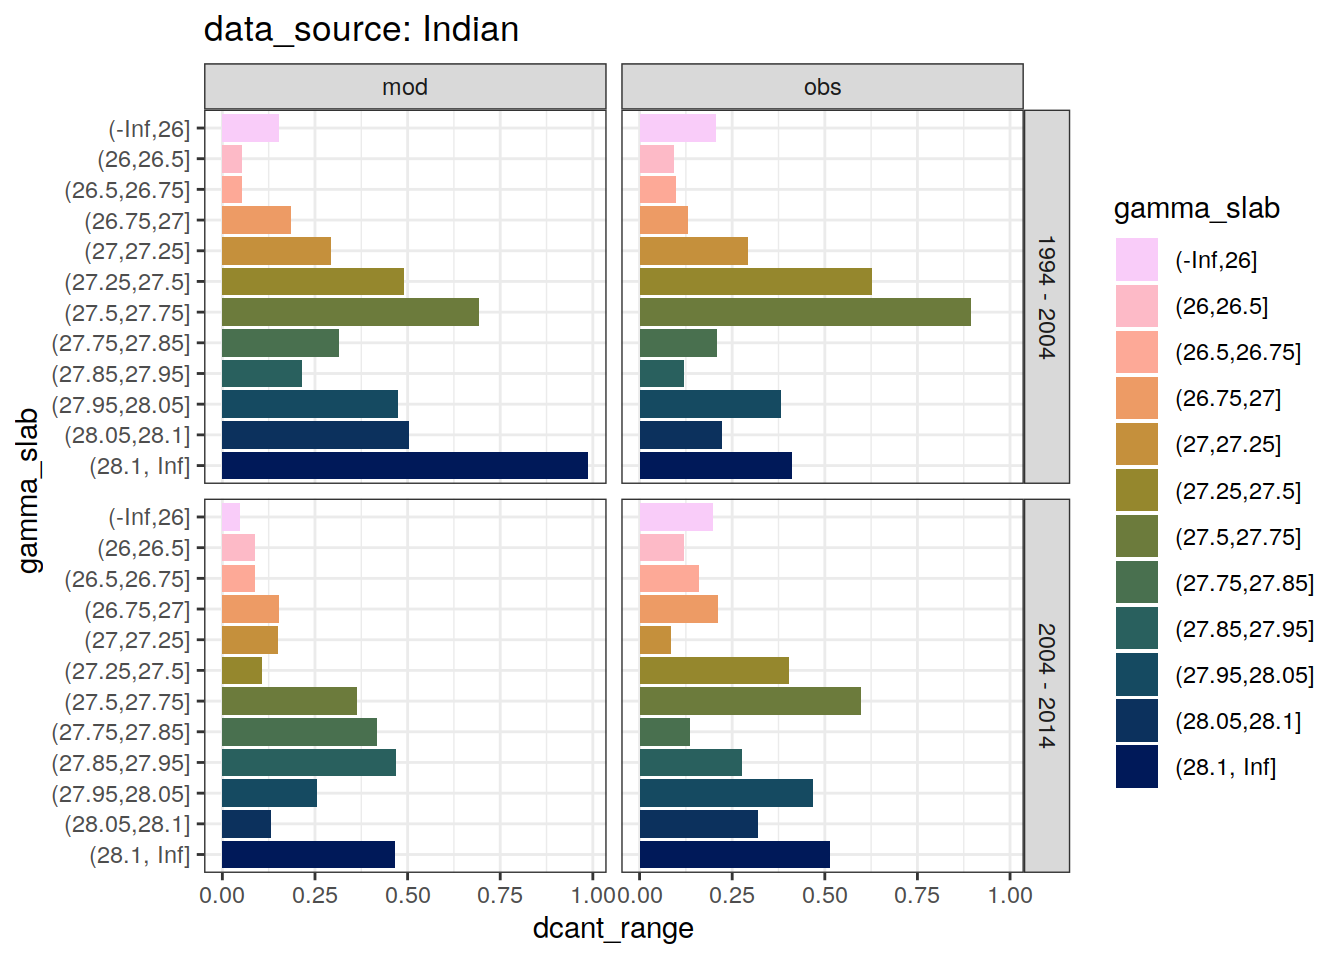 data_source: Indian
mod
obs
(-Inf,26]
(26,26.5]
(26.5,26.75]
(26.75,27]
(27,27.25]
(27.25,27.5]
(27.5,27.75]
(27.75,27.85]
(27.85,27.95]
(27.95,28.05]
(28.05,28.1]
(28.1, Inf]
1994 - 2004
(-Inf,26]
(26,26.5]
(26.5,26.75]
(26.75,27]
(27,27.25]
(27.25,27.5]
(27.5,27.75]
(27.75,27.85]
(27.85,27.95]
(27.95,28.05]
(28.05,28.1]
(28.1, Inf]
2004 - 2014
gamma_slab
0.00 0.25 0.50 0.75 1.00
0.00 0.25 0.50 0.75 1.00
dcant_range
gamma_slab
(-Inf,26]
(26,26.5]
(26.5,26.75]
(26.75,27]
(27,27.25]
(27.25,27.5]
(27.5,27.75]
(27.75,27.85]
(27.85,27.95]
(27.95,28.05]
(28.05,28.1]
(28.1, Inf]